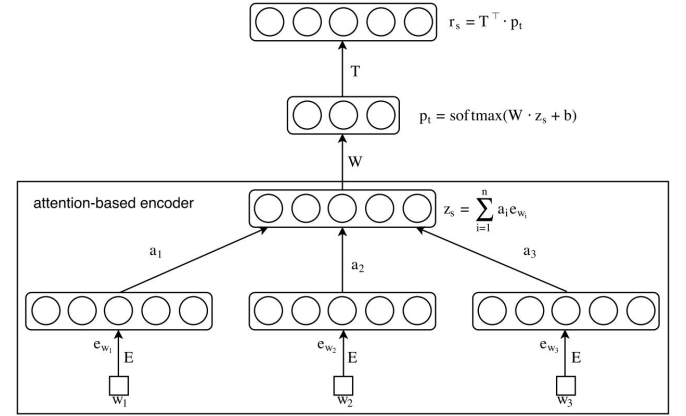 r_s = T^⊤ · p_t
T
p_t = softmax(W · z_s + b)
W
attention-based encoder
z_s = ∑_{i=1}^{n} a_i e_{w_i}
a_1
a_2
a_3
e_{w_1} E
e_{w_2} E
e_{w_3} E
w_1
w_2
w_3